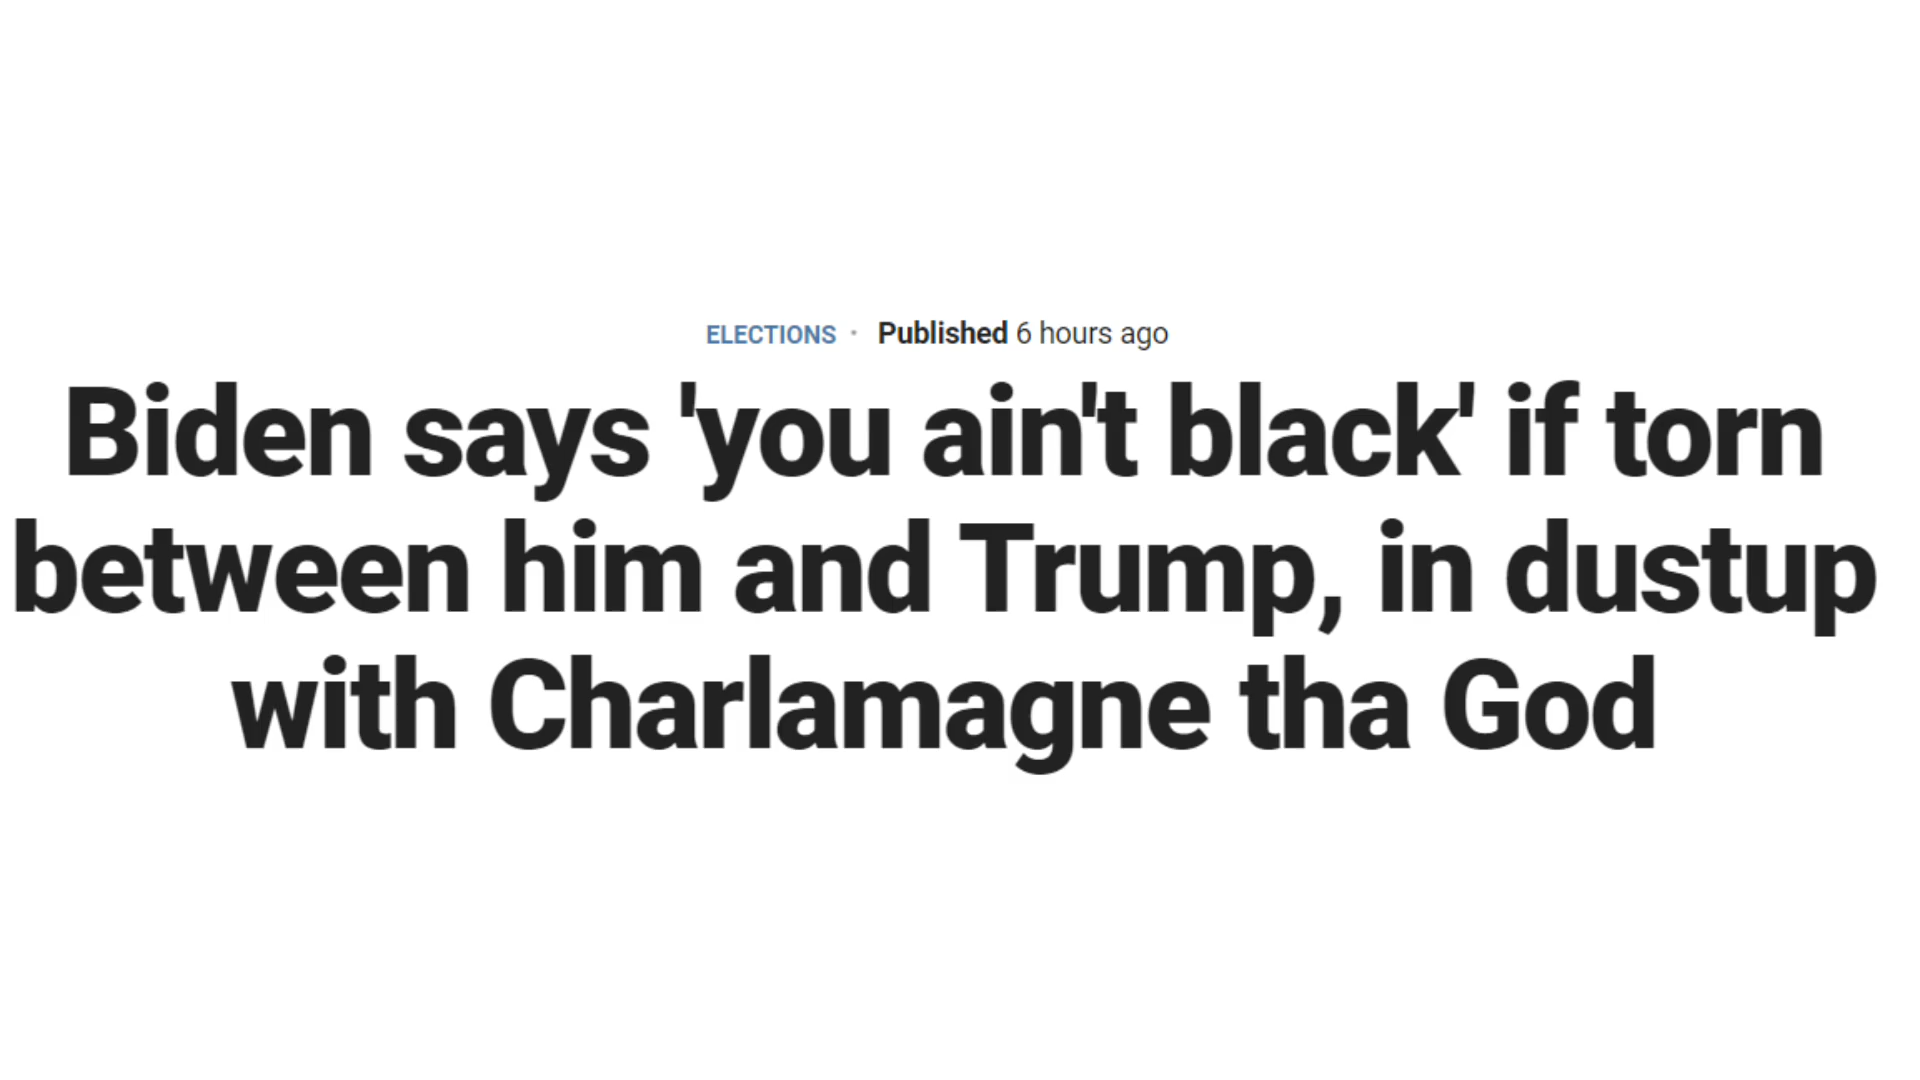 ELECTIONS · Published 6 hours ago
Biden says 'you ain't black' if torn
between him and Trump, in dustup
with Charlamagne tha God